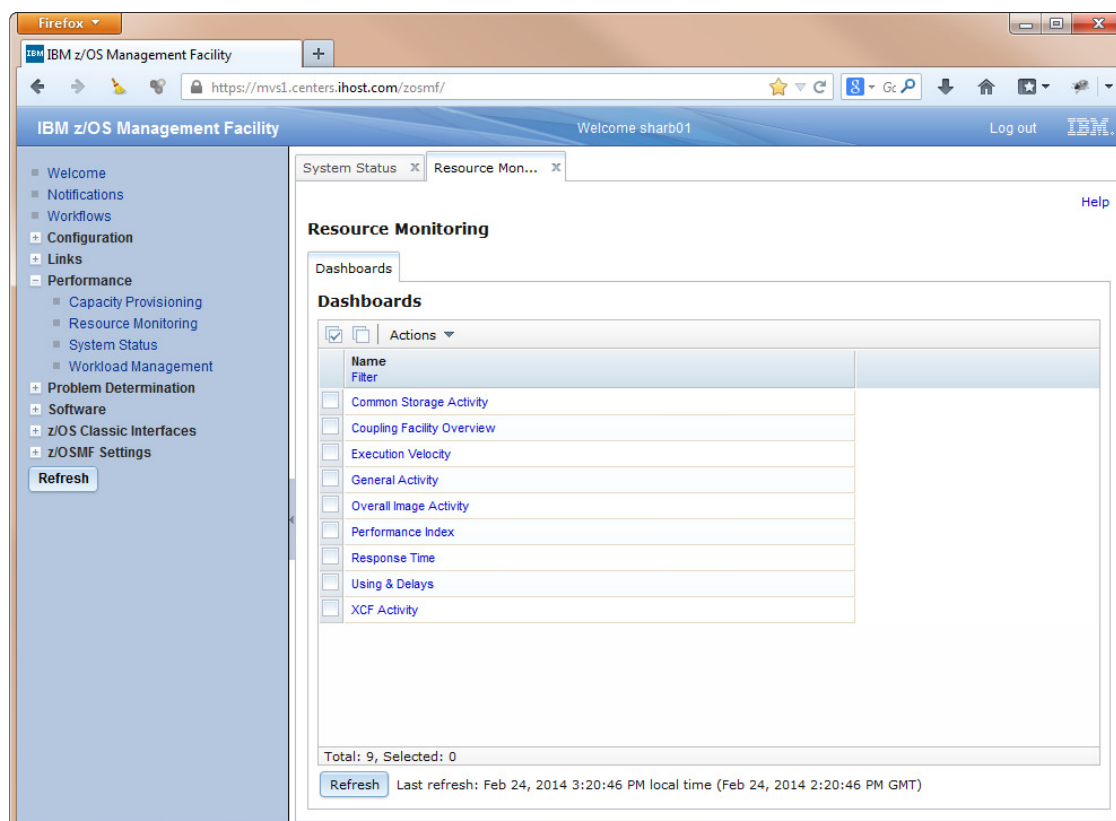 Firefox
IBM IBM z/OS Management Facility
https://mvs1.centers.ihost.com/zosmf/
8 Go
IBM z/OS Management Facility Welcome sharb01 Log out IBM.
Welcome
Notifications
Workflows
Configuration
Links
Performance
Capacity Provisioning
Resource Monitoring
System Status
Workload Management
Problem Determination
Software
z/OS Classic Interfaces
z/OSMF Settings
Refresh
System Status x Resource Mon... x
Help
Resource Monitoring
Dashboards
Dashboards
Actions
Name
Filter
Common Storage Activity
Coupling Facility Overview
Execution Velocity
General Activity
Overall Image Activity
Performance Index
Response Time
Using & Delays
XCF Activity
Total: 9, Selected: 0
Refresh Last refresh: Feb 24, 2014 3:20:46 PM local time (Feb 24, 2014 2:20:46 PM GMT)